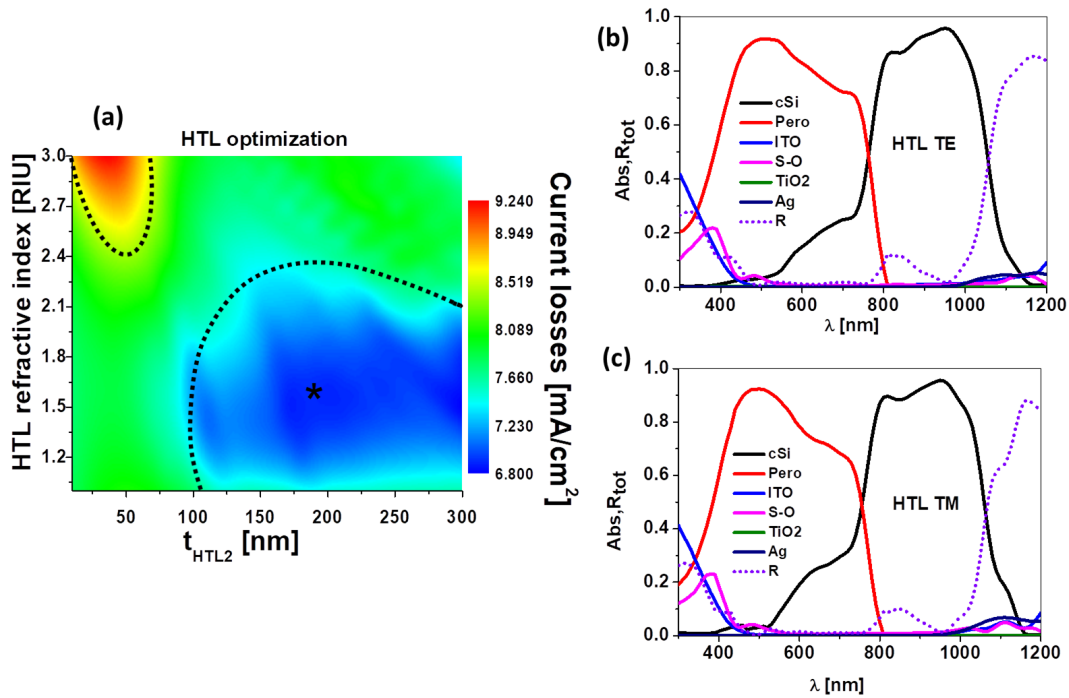 (a)
HTL optimization
HTL refractive index [RIU]
3.0
2.7
2.4
2.1
1.8
1.5
1.2
50
100
150
200
250
300
t_HTL2 [nm]
*
9.240
8.949
8.519
8.089
7.660
7.230
6.800
Current losses [mA/cm²]
(b)
Abs,R_tot
1.0
0.8
0.6
0.4
0.2
0.0
cSi
Pero
ITO
S-O
TiO2
Ag
R
HTL TE
400
600
800
1000
1200
λ [nm]
(c)
Abs,R_tot
1.0
0.8
0.6
0.4
0.2
0.0
cSi
Pero
ITO
S-O
TiO2
Ag
R
HTL TM
400
600
800
1000
1200
λ [nm]